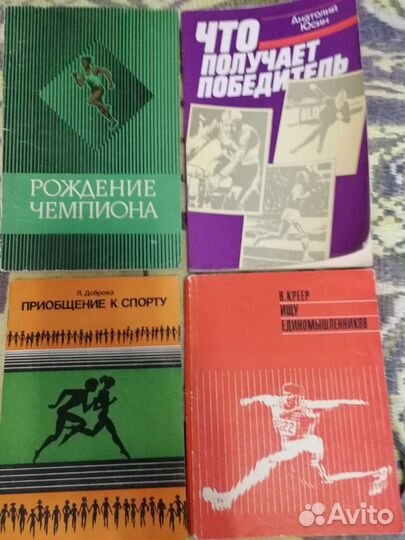 РОЖДЕНИЕ
ЧЕМПИОНА
Анатолий
Юсин
ЧТО
ПОЛУЧАЕТ
ПОБЕДИТЕЛЬ
Л. Доброва
ПРИОБЩЕНИЕ К СПОРТУ
В. КРЕЕР
ИЩУ
ЕДИНОМЫШЛЕННИКОВ
22
Avito